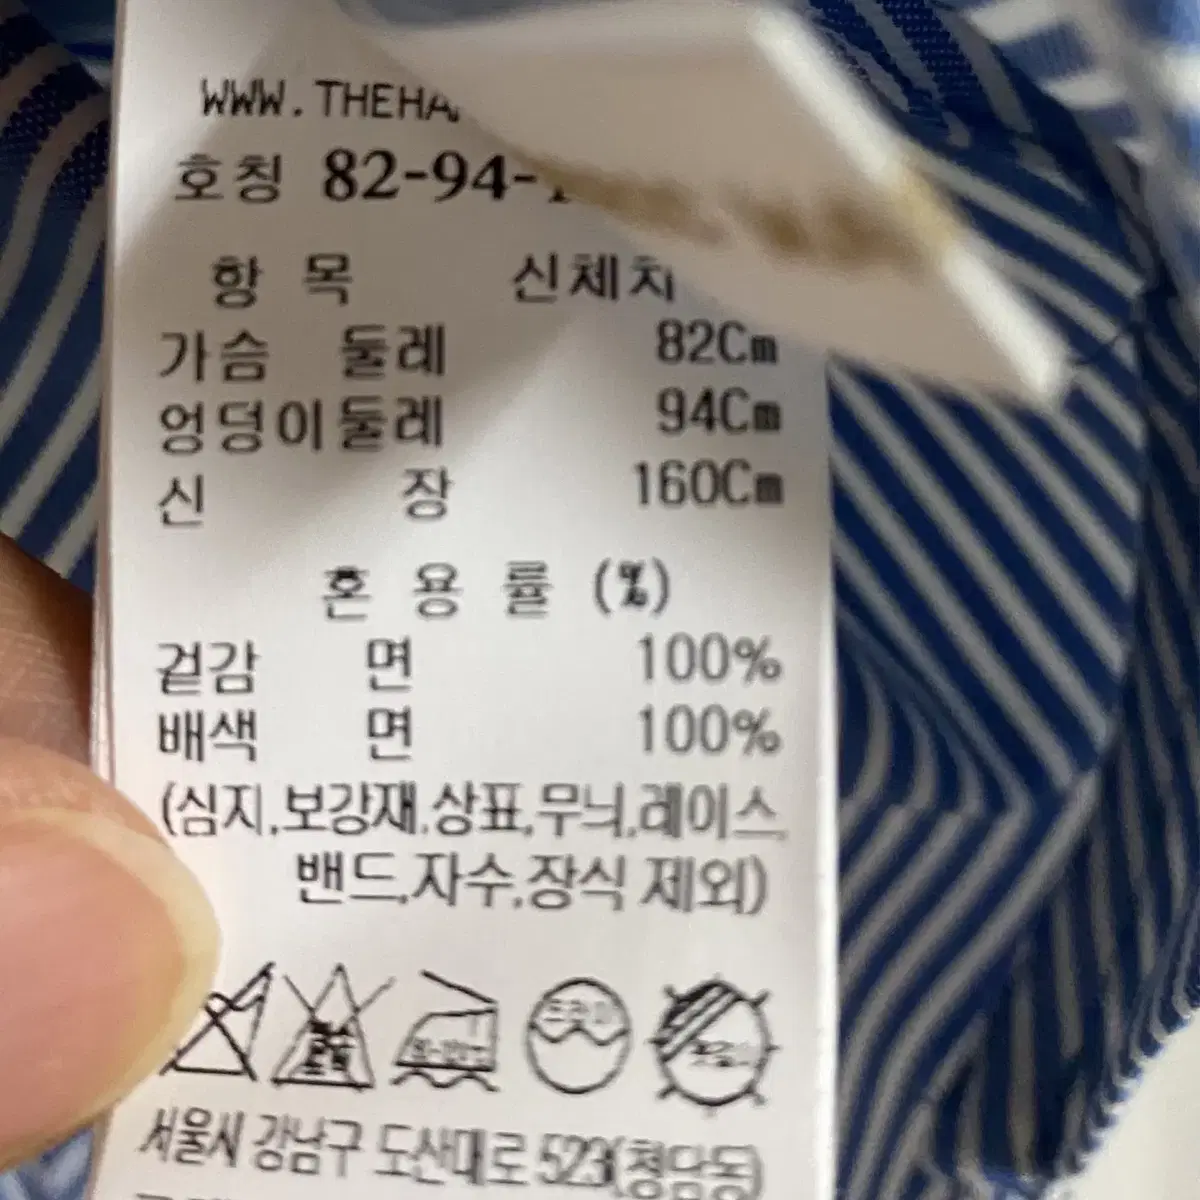 WWW.THEHA
호칭 82-94-
항 목 신체치
가슴 둘레 82Cm
엉덩이둘레 94Cm
신 장 160Cm
혼 용 률 (%)
겉감 면 100%
배색 면 100%
(심지,보강재,상표,무늬,레이스,
밴드,자수,장식 제외)
드라이
서울시 강남구 도산대로 523(청담동)